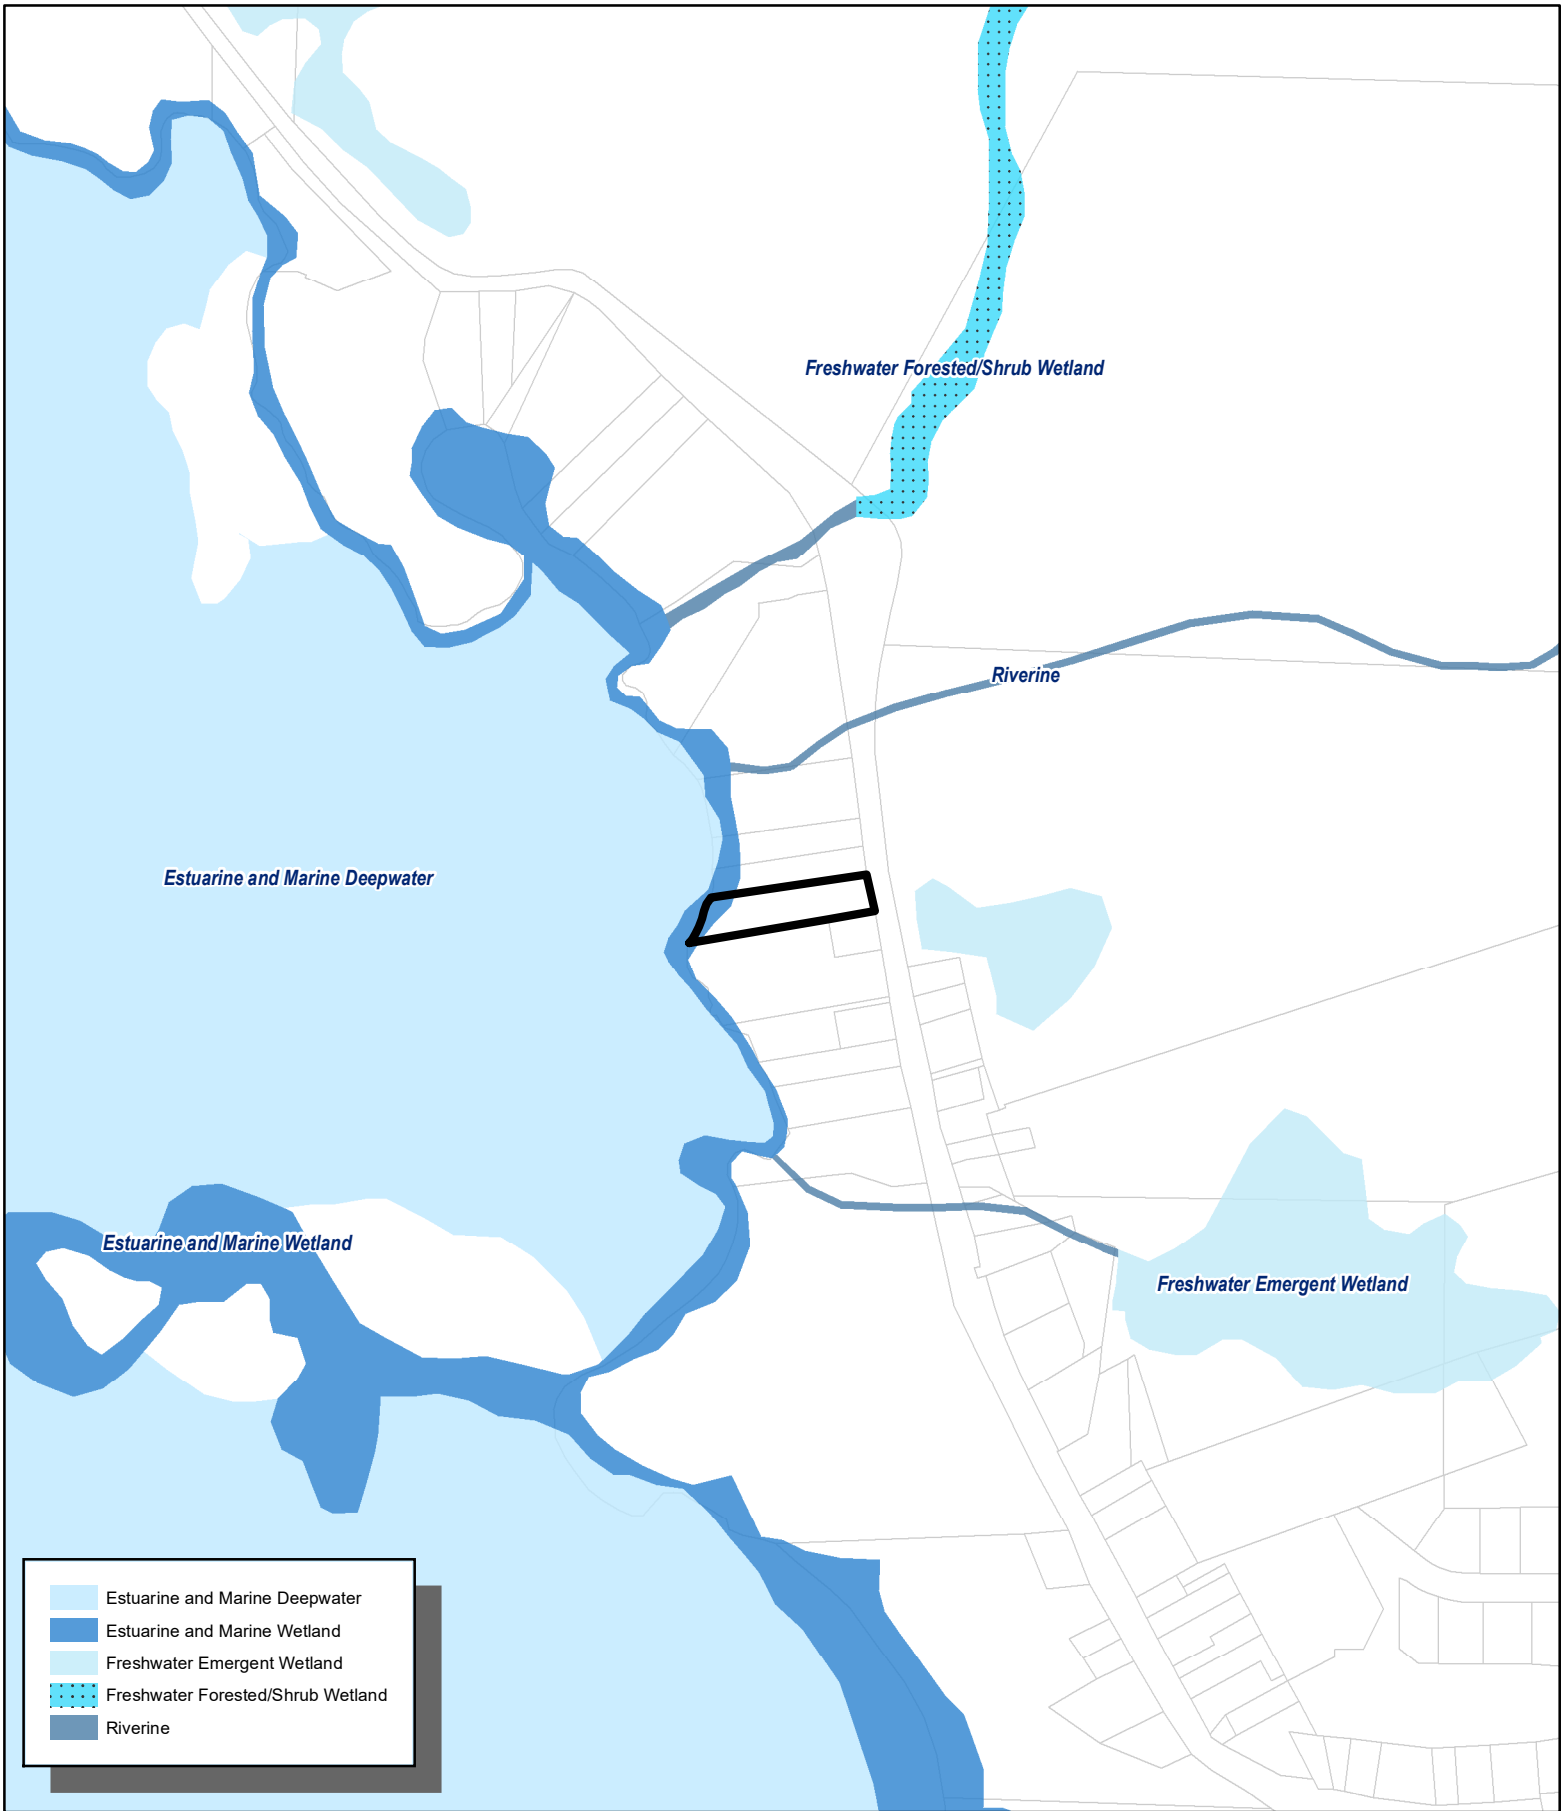 Freshwater Forested/Shrub Wetland
Riverine
Estuarine and Marine Deepwater
Estuarine and Marine Wetland
Freshwater Emergent Wetland
Estuarine and Marine Deepwater
Estuarine and Marine Wetland
Freshwater Emergent Wetland
Freshwater Forested/Shrub Wetland
Riverine